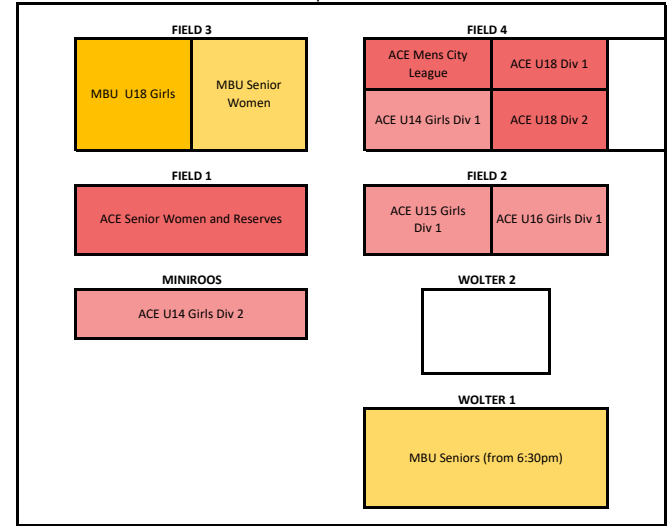 FIELD 3
FIELD 4
MBU U18 Girls
MBU Senior
Women
ACE Mens City
League
ACE U18 Div 1
ACE U14 Girls Div 1
ACE U18 Div 2
FIELD 1
FIELD 2
ACE Senior Women and Reserves
ACE U15 Girls
Div 1
ACE U16 Girls Div 1
MINIROOS
WOLTER 2
ACE U14 Girls Div 2
WOLTER 1
MBU Seniors (from 6:30pm)